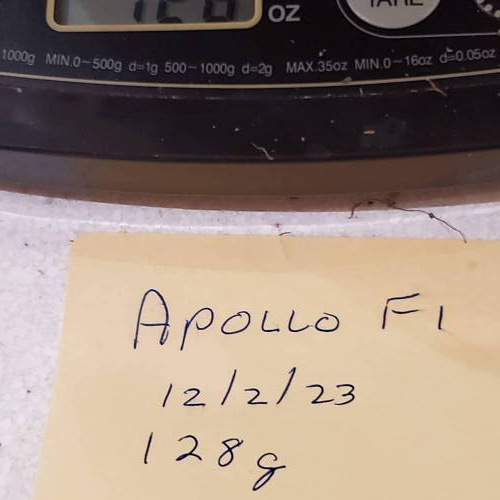 OZ
TARE
1000g MIN.0~500g d=1g 500~1000g d=2g MAX.35oz MIN.0~16oz d=0.05oz
APOLLO F1
12/2/23
128g